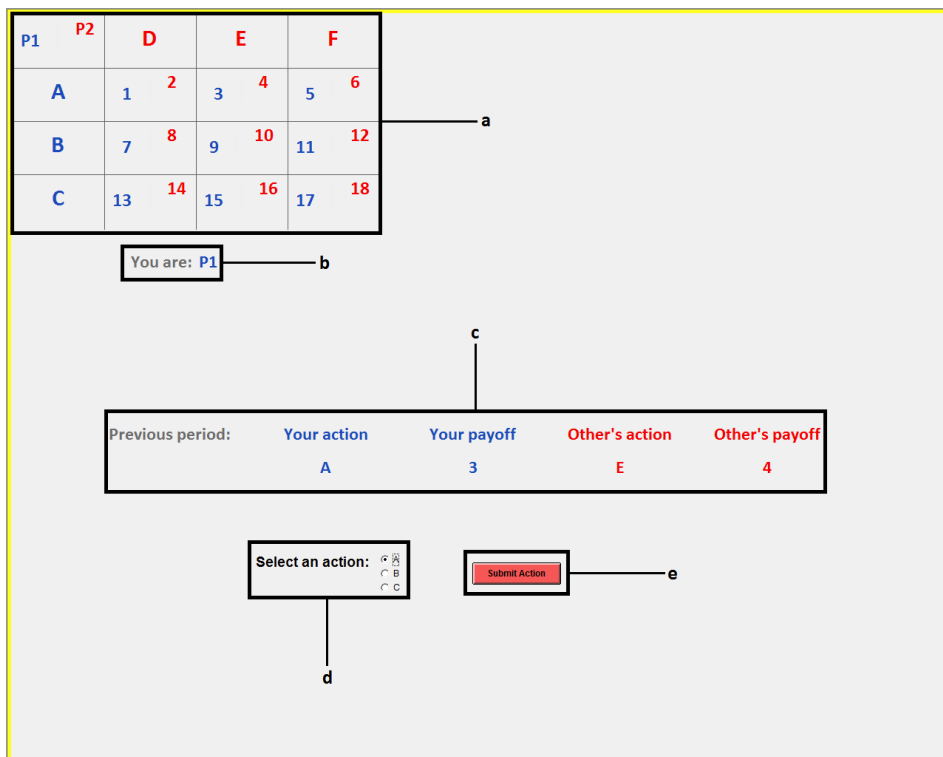 P1 P2 D E F
A 1 2 3 4 5 6
a
B 7 8 9 10 11 12
C 13 14 15 16 17 18
You are: P1
b
c
Previous period: Your action Your payoff Other's action Other's payoff
A 3 E 4
Select an action: A
B
C
Submit Action
e
d